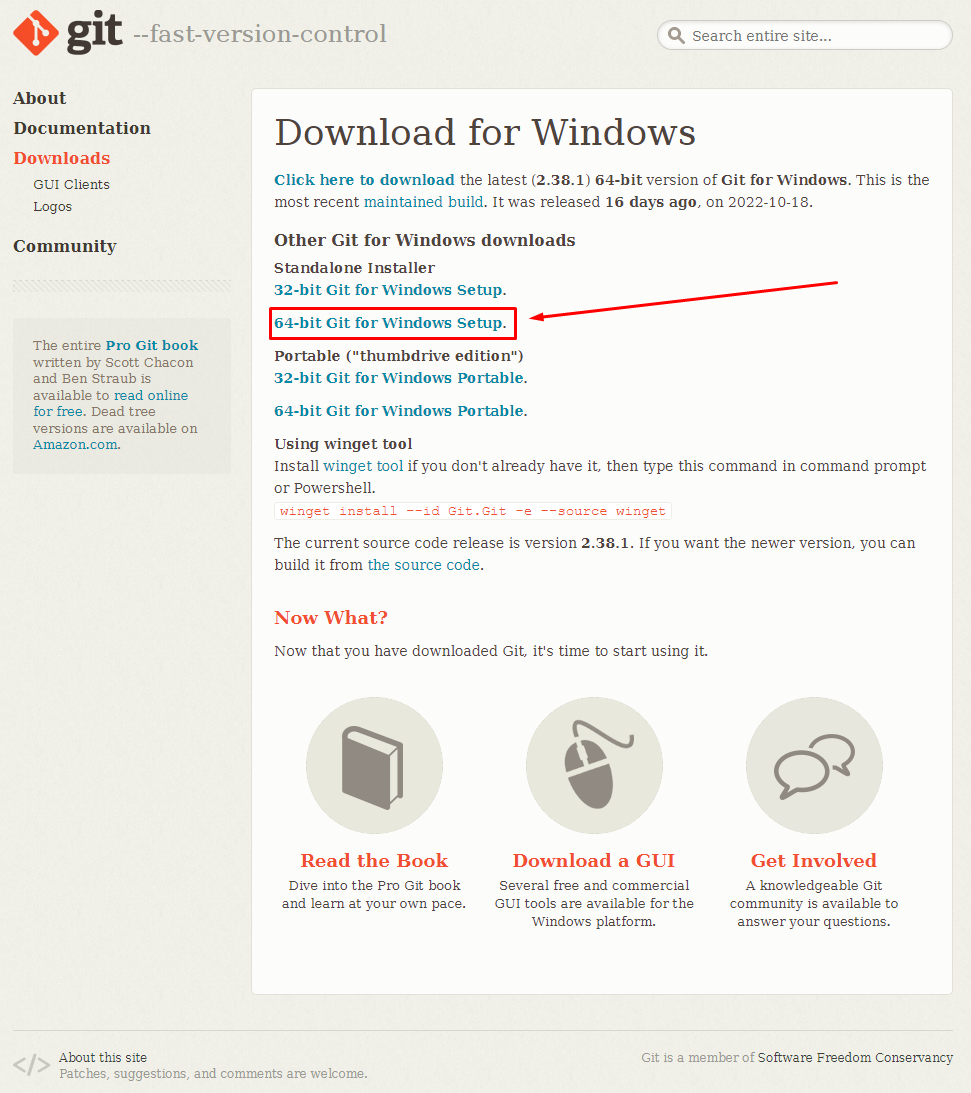 git --fast-version-control
Search entire site...
About
Documentation
Downloads
GUI Clients
Logos
Community
The entire Pro Git book
written by Scott Chacon
and Ben Straub is
available to read online
for free. Dead tree
versions are available on
Amazon.com.
Download for Windows
Click here to download the latest (2.38.1) 64-bit version of Git for Windows. This is the
most recent maintained build. It was released 16 days ago, on 2022-10-18.
Other Git for Windows downloads
Standalone Installer
32-bit Git for Windows Setup.
64-bit Git for Windows Setup.
Portable ("thumbdrive edition")
32-bit Git for Windows Portable.
64-bit Git for Windows Portable.
Using winget tool
Install winget tool if you don't already have it, then type this command in command prompt
or Powershell.
winget install --id Git.Git -e --source winget
The current source code release is version 2.38.1. If you want the newer version, you can
build it from the source code.
Now What?
Now that you have downloaded Git, it's time to start using it.
Read the Book
Dive into the Pro Git book
and learn at your own pace.
Download a GUI
Several free and commercial
GUI tools are available for the
Windows platform.
Get Involved
A knowledgeable Git
community is available to
answer your questions.
</>
About this site
Patches, suggestions, and comments are welcome.
Git is a member of Software Freedom Conservancy